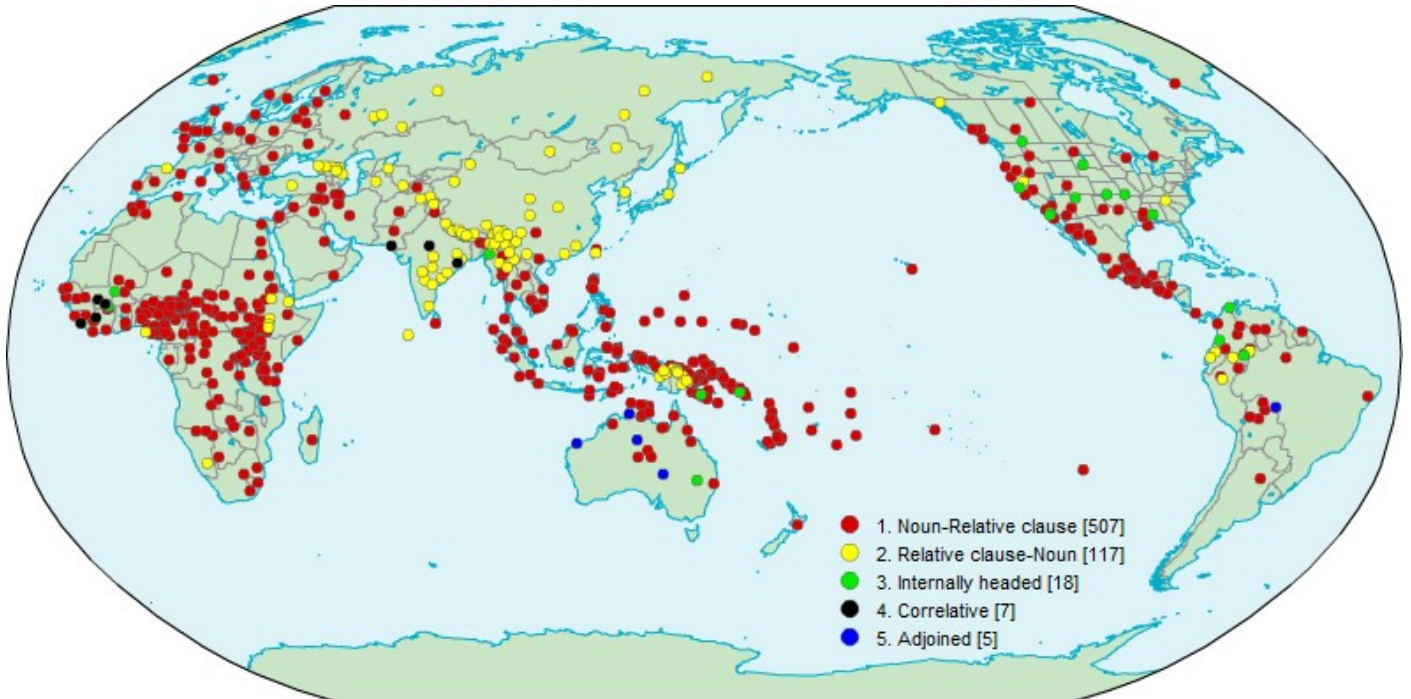 1. Noun-Relative clause [507]
2. Relative clause-Noun [117]
3. Internally headed [18]
4. Correlative [7]
5. Adjoined [5]